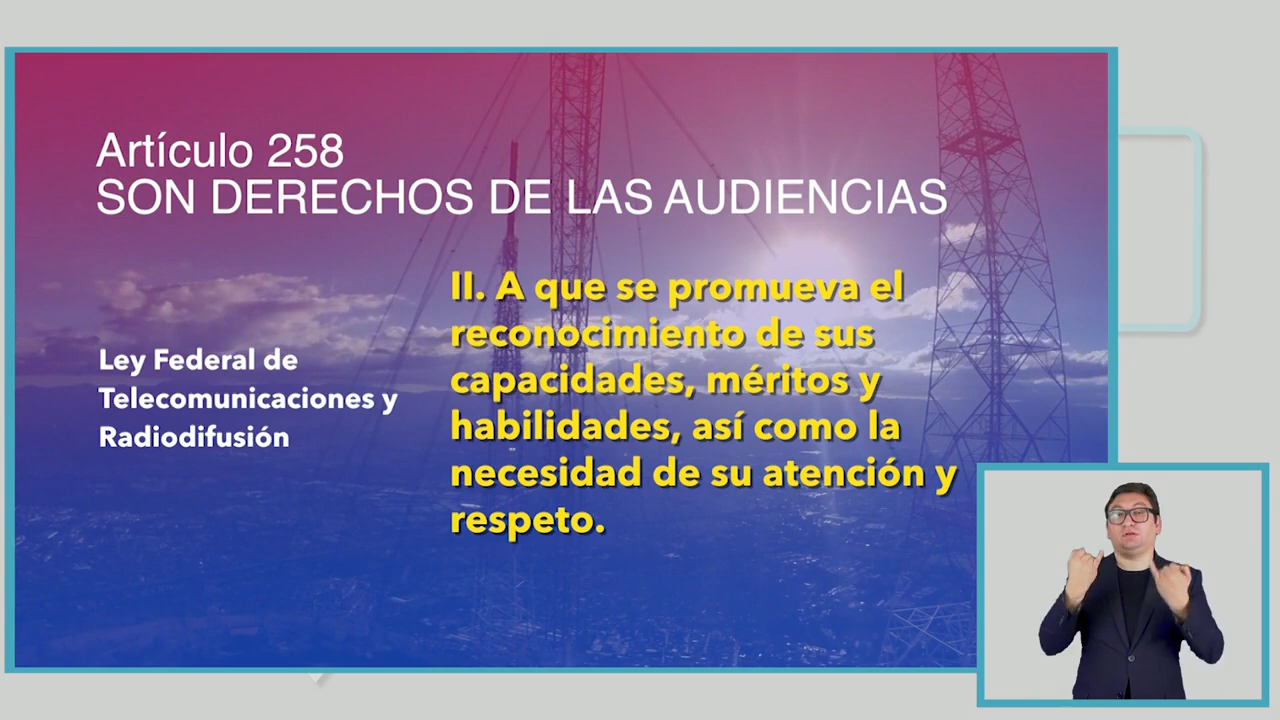 Artículo 258
SON DERECHOS DE LAS AUDIENCIAS
Ley Federal de
Telecomunicaciones y
Radiodifusión
II. A que se promueva el
reconocimiento de sus
capacidades, méritos y
habilidades, así como la
necesidad de su atención y
respeto.